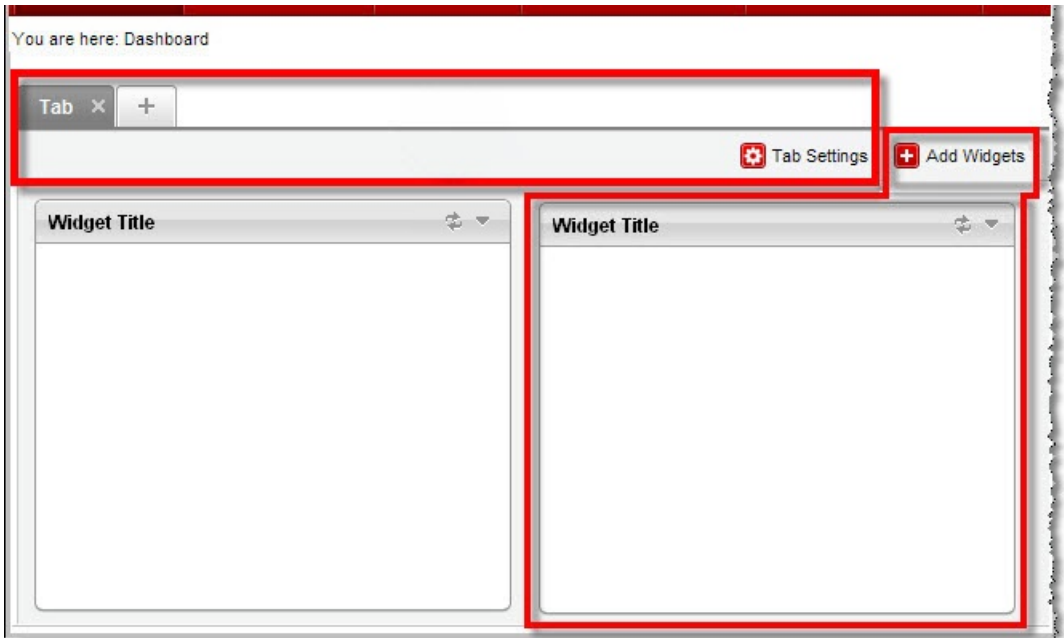 You are here: Dashboard
Tab
Tab Settings
Add Widgets
Widget Title
Widget Title